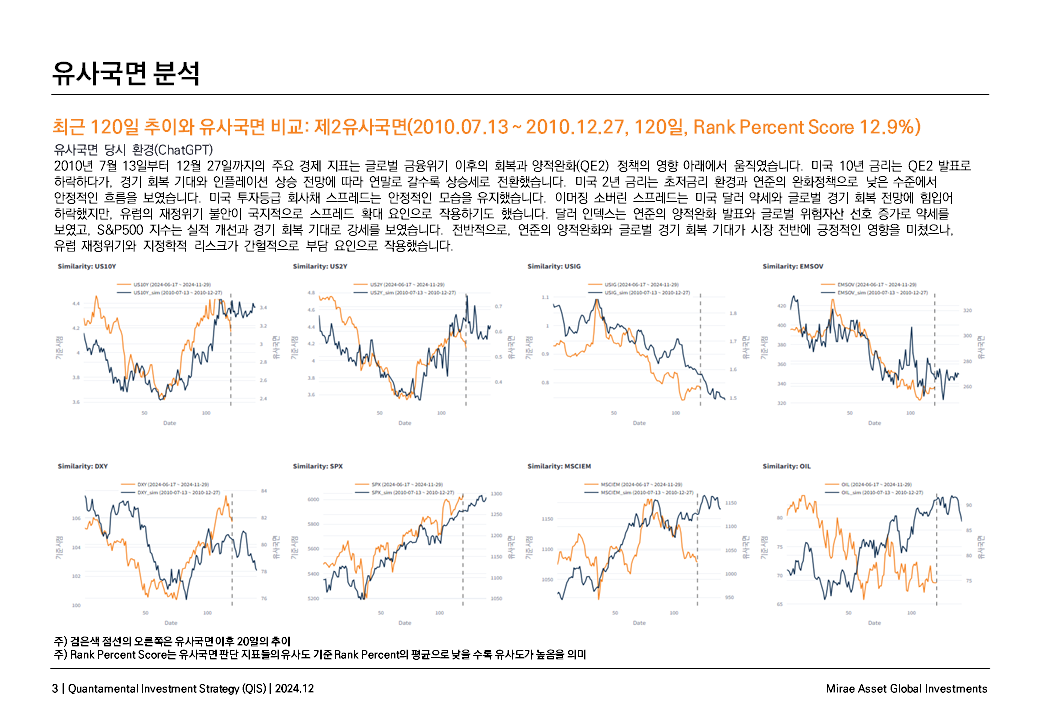 유사국면 분석
최근 120일 추이와 유사국면 비교: 제2유사국면(2010.07.13 ~ 2010.12.27, 120일, Rank Percent Score 12.9%)
유사국면 당시 환경(ChatGPT)
2010년 7월 13일부터 12월 27일까지의 주요 경제 지표는 글로벌 금융위기 이후의 회복과 양적완화(QE2) 정책의 영향 아래에서 움직였습니다. 미국 10년 금리는 QE2 발표로
하락하다가, 경기 회복 기대와 인플레이션 상승 전망에 따라 연말로 갈수록 상승세로 전환했습니다. 미국 2년 금리는 초저금리 환경과 연준의 완화정책으로 낮은 수준에서
안정적인 흐름을 보였습니다. 미국 투자등급 회사채 스프레드는 안정적인 모습을 유지했습니다. 이머징 소버린 스프레드는 미국 달러 약세와 글로벌 경기 회복 전망에 힘입어
하락했지만, 유럽의 재정위기 불안이 국지적으로 스프레드 확대 요인으로 작용하기도 했습니다. 달러 인덱스는 연준의 양적완화 발표와 글로벌 위험자산 선호 증가로 약세를
보였고, S&P500 지수는 실적 개선과 경기 회복 기대로 강세를 보였습니다. 전반적으로, 연준의 양적완화와 글로벌 경기 회복 기대가 시장 전반에 긍정적인 영향을 미쳤으나,
유럽 재정위기와 지정학적 리스크가 간헐적으로 부담 요인으로 작용했습니다.
Similarity: US10Y
US10Y (2024-06-17 ~ 2024-11-29)
US10Y_sim (2010-07-13 ~ 2010-12-27)
4.4
4.2
4
3.8
3.6
3.4
3.2
3
2.8
2.6
2.4
기준시점
유사국면
50
100
Date
Similarity: US2Y
US2Y (2024-06-17 ~ 2024-11-29)
US2Y_sim (2010-07-13 ~ 2010-12-27)
4.8
4.6
4.4
4.2
4
3.8
3.6
0.7
0.6
0.5
0.4
기준시점
유사국면
50
100
Date
Similarity: USIG
USIG (2024-06-17 ~ 2024-11-29)
USIG_sim (2010-07-13 ~ 2010-12-27)
1.1
1
0.9
0.8
1.8
1.7
1.6
1.5
기준시점
유사국면
50
100
Date
Similarity: EMSOV
EMSOV (2024-06-17 ~ 2024-11-29)
EMSOV_sim (2010-07-13 ~ 2010-12-27)
420
400
380
360
340
320
320
300
280
260
기준시점
유사국면
50
100
Date
Similarity: DXY
DXY (2024-06-17 ~ 2024-11-29)
DXY_sim (2010-07-13 ~ 2010-12-27)
106
104
102
100
84
82
80
78
76
기준시점
유사국면
50
100
Date
Similarity: SPX
SPX (2024-06-17 ~ 2024-11-29)
SPX_sim (2010-07-13 ~ 2010-12-27)
6000
5800
5600
5400
5200
1300
1250
1200
1150
1100
1050
기준시점
유사국면
50
100
Date
Similarity: MSCIEM
MSCIEM (2024-06-17 ~ 2024-11-29)
MSCIEM_sim (2010-07-13 ~ 2010-12-27)
1150
1100
1050
1150
1100
1050
1000
950
기준시점
유사국면
50
100
Date
Similarity: OIL
OIL (2024-06-17 ~ 2024-11-29)
OIL_sim (2010-07-13 ~ 2010-12-27)
80
75
70
65
90
85
80
75
기준시점
유사국면
50
100
Date
주) 검은색 점선의 오른쪽은 유사국면 이후 20일의 추이
주) Rank Percent Score는 유사국면 판단 지표들의 유사도 기준 Rank Percent의 평균으로 낮을 수록 유사도가 높음을 의미
3 | Quantamental Investment Strategy (QIS) | 2024.12
Mirae Asset Global Investments